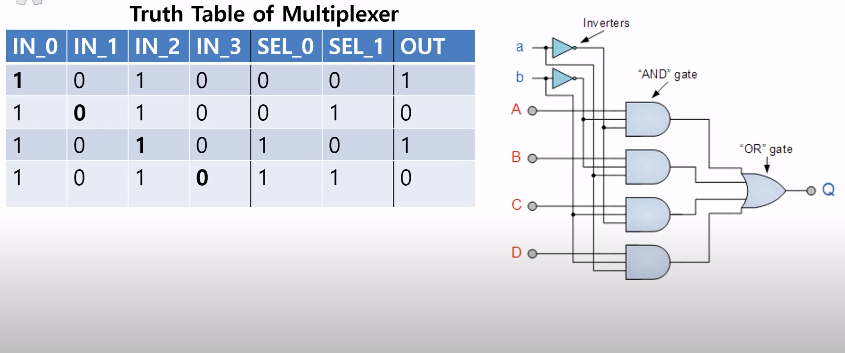 Truth Table of Multiplexer
IN_0 IN_1 IN_2 IN_3 SEL_0 SEL_1 OUT
1 0 1 0 0 0 1
1 0 1 0 0 1 0
1 0 1 0 1 0 1
1 0 1 0 1 1 0
Inverters
a
b
"AND" gate
A
B
"OR" gate
Q
C
D